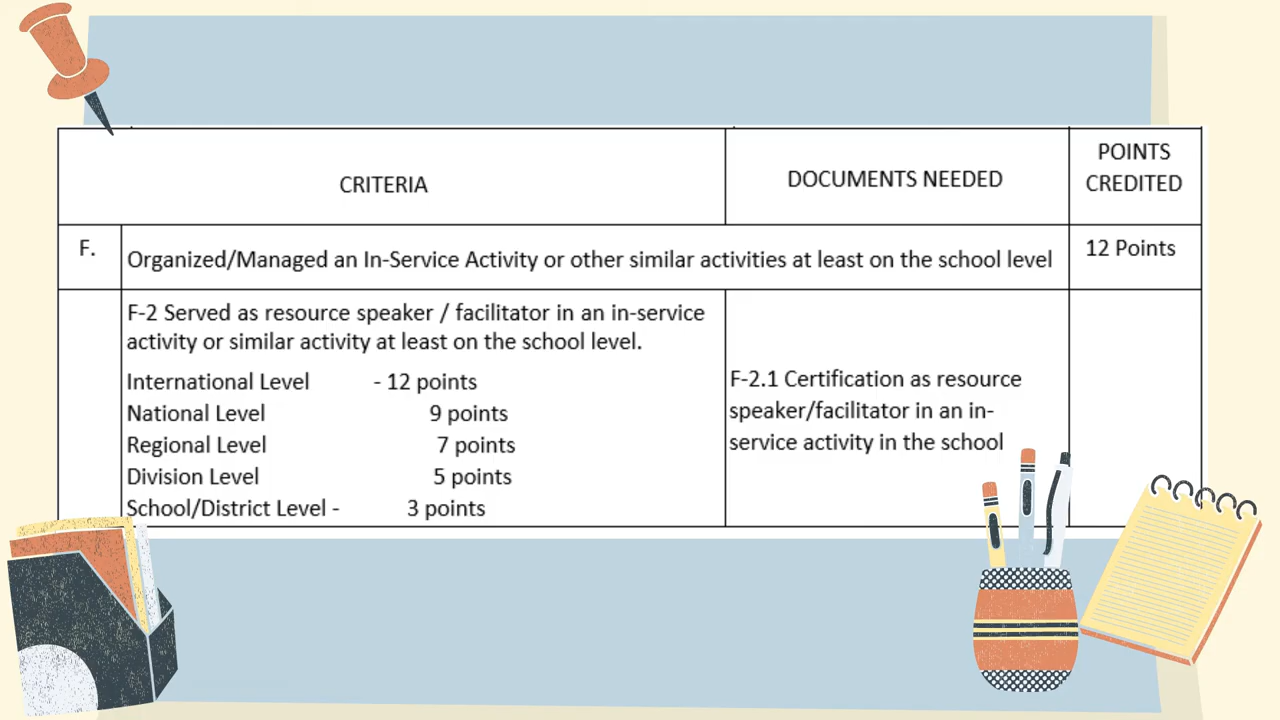 CRITERIA
DOCUMENTS NEEDED
POINTS
CREDITED
F.
Organized/Managed an In-Service Activity or other similar activities at least on the school level
12 Points
F-2 Served as resource speaker / facilitator in an in-service
activity or similar activity at least on the school level.
International Level - 12 points
National Level 9 points
Regional Level 7 points
Division Level 5 points
School/District Level - 3 points
F-2.1 Certification as resource
speaker/facilitator in an in-
service activity in the school